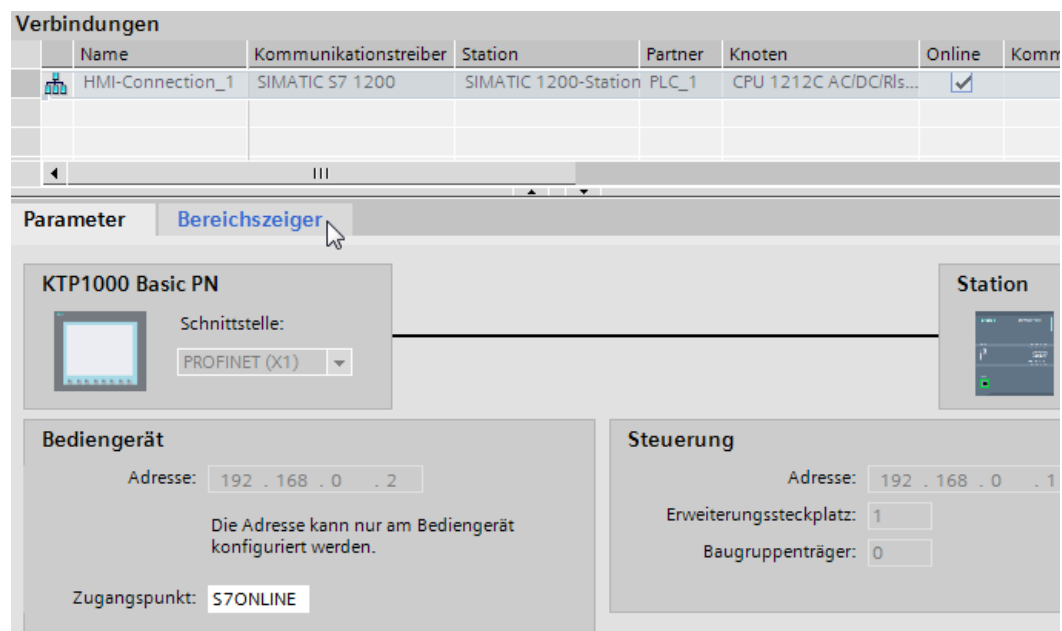 Verbindungen
Name Kommunikationstreiber Station Partner Knoten Online Komm
HMI-Connection_1 SIMATIC S7 1200 SIMATIC 1200-Station PLC_1 CPU 1212C AC/DC/Rls...
Parameter Bereichszeiger
KTP1000 Basic PN
Schnittstelle:
PROFINET (X1)
Station
Bediengerät
Adresse: 192 . 168 . 0 . 2
Die Adresse kann nur am Bediengerät
konfiguriert werden.
Zugangspunkt: S7ONLINE
Steuerung
Adresse: 192 . 168 . 0 . 1
Erweiterungssteckplatz: 1
Baugruppenträger: 0